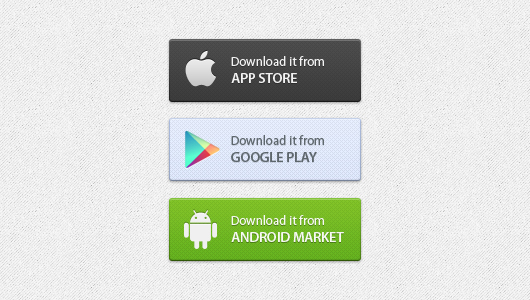 Download it from
APP STORE
Download it from
GOOGLE PLAY
Download it from
ANDROID MARKET